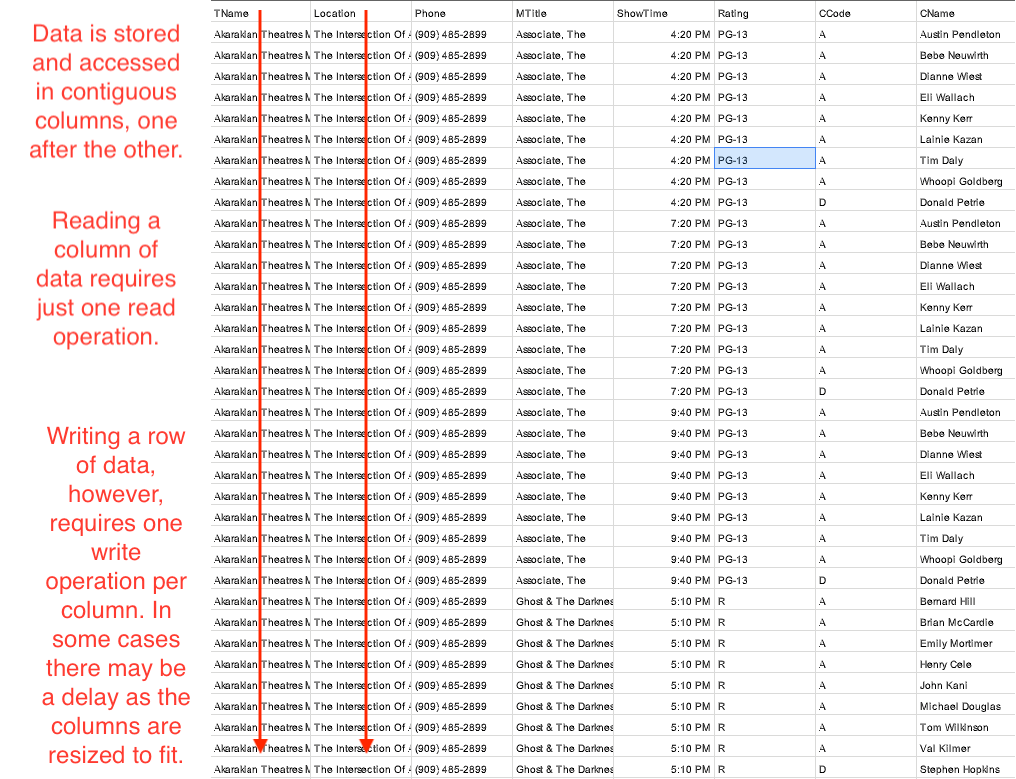 Data is stored
and accessed
in contiguous
columns, one
after the other.
Reading a
column of
data requires
just one read
operation.
Writing a row
of data,
however,
requires one
write
operation per
column. In
some cases
there may be
a delay as the
columns are
resized to fit.
TName Location Phone MTitle ShowTime Rating CCode CName
Akarakian Theatres M The Intersection Of (909) 485-2899 Associate, The 4:20 PM PG-13 A Austin Pendleton
Akarakian Theatres M The Intersection Of (909) 485-2899 Associate, The 4:20 PM PG-13 A Bebe Neuwirth
Akarakian Theatres M The Intersection Of (909) 485-2899 Associate, The 4:20 PM PG-13 A Dianne Wiest
Akarakian Theatres M The Intersection Of (909) 485-2899 Associate, The 4:20 PM PG-13 A Eli Wallach
Akarakian Theatres M The Intersection Of (909) 485-2899 Associate, The 4:20 PM PG-13 A Kenny Kerr
Akarakian Theatres M The Intersection Of (909) 485-2899 Associate, The 4:20 PM PG-13 A Lainie Kazan
Akarakian Theatres M The Intersection Of (909) 485-2899 Associate, The 4:20 PM PG-13 A Tim Daly
Akarakian Theatres M The Intersection Of (909) 485-2899 Associate, The 4:20 PM PG-13 A Whoopi Goldberg
Akarakian Theatres M The Intersection Of (909) 485-2899 Associate, The 4:20 PM PG-13 D Donald Petrie
Akarakian Theatres M The Intersection Of (909) 485-2899 Associate, The 7:20 PM PG-13 A Austin Pendleton
Akarakian Theatres M The Intersection Of (909) 485-2899 Associate, The 7:20 PM PG-13 A Bebe Neuwirth
Akarakian Theatres M The Intersection Of (909) 485-2899 Associate, The 7:20 PM PG-13 A Dianne Wiest
Akarakian Theatres M The Intersection Of (909) 485-2899 Associate, The 7:20 PM PG-13 A Eli Wallach
Akarakian Theatres M The Intersection Of (909) 485-2899 Associate, The 7:20 PM PG-13 A Kenny Kerr
Akarakian Theatres M The Intersection Of (909) 485-2899 Associate, The 7:20 PM PG-13 A Lainie Kazan
Akarakian Theatres M The Intersection Of (909) 485-2899 Associate, The 7:20 PM PG-13 A Tim Daly
Akarakian Theatres M The Intersection Of (909) 485-2899 Associate, The 7:20 PM PG-13 A Whoopi Goldberg
Akarakian Theatres M The Intersection Of (909) 485-2899 Associate, The 7:20 PM PG-13 D Donald Petrie
Akarakian Theatres M The Intersection Of (909) 485-2899 Associate, The 9:40 PM PG-13 A Austin Pendleton
Akarakian Theatres M The Intersection Of (909) 485-2899 Associate, The 9:40 PM PG-13 A Bebe Neuwirth
Akarakian Theatres M The Intersection Of (909) 485-2899 Associate, The 9:40 PM PG-13 A Dianne Wiest
Akarakian Theatres M The Intersection Of (909) 485-2899 Associate, The 9:40 PM PG-13 A Eli Wallach
Akarakian Theatres M The Intersection Of (909) 485-2899 Associate, The 9:40 PM PG-13 A Kenny Kerr
Akarakian Theatres M The Intersection Of (909) 485-2899 Associate, The 9:40 PM PG-13 A Lainie Kazan
Akarakian Theatres M The Intersection Of (909) 485-2899 Associate, The 9:40 PM PG-13 A Tim Daly
Akarakian Theatres M The Intersection Of (909) 485-2899 Associate, The 9:40 PM PG-13 A Whoopi Goldberg
Akarakian Theatres M The Intersection Of (909) 485-2899 Associate, The 9:40 PM PG-13 D Donald Petrie
Akarakian Theatres M The Intersection Of (909) 485-2899 Ghost & The Darknes 5:10 PM R A Bernard Hill
Akarakian Theatres M The Intersection Of (909) 485-2899 Ghost & The Darknes 5:10 PM R A Brian McCardie
Akarakian Theatres M The Intersection Of (909) 485-2899 Ghost & The Darknes 5:10 PM R A Emily Mortimer
Akarakian Theatres M The Intersection Of (909) 485-2899 Ghost & The Darknes 5:10 PM R A Henry Cele
Akarakian Theatres M The Intersection Of (909) 485-2899 Ghost & The Darknes 5:10 PM R A John Kani
Akarakian Theatres M The Intersection Of (909) 485-2899 Ghost & The Darknes 5:10 PM R A Michael Douglas
Akarakian Theatres M The Intersection Of (909) 485-2899 Ghost & The Darknes 5:10 PM R A Tom Wilkinson
Akarakian Theatres M The Intersection Of (909) 485-2899 Ghost & The Darknes 5:10 PM R A Val Kilmer
Akarakian Theatres M The Intersection Of (909) 485-2899 Ghost & The Darknes 5:10 PM R D Stephen Hopkins